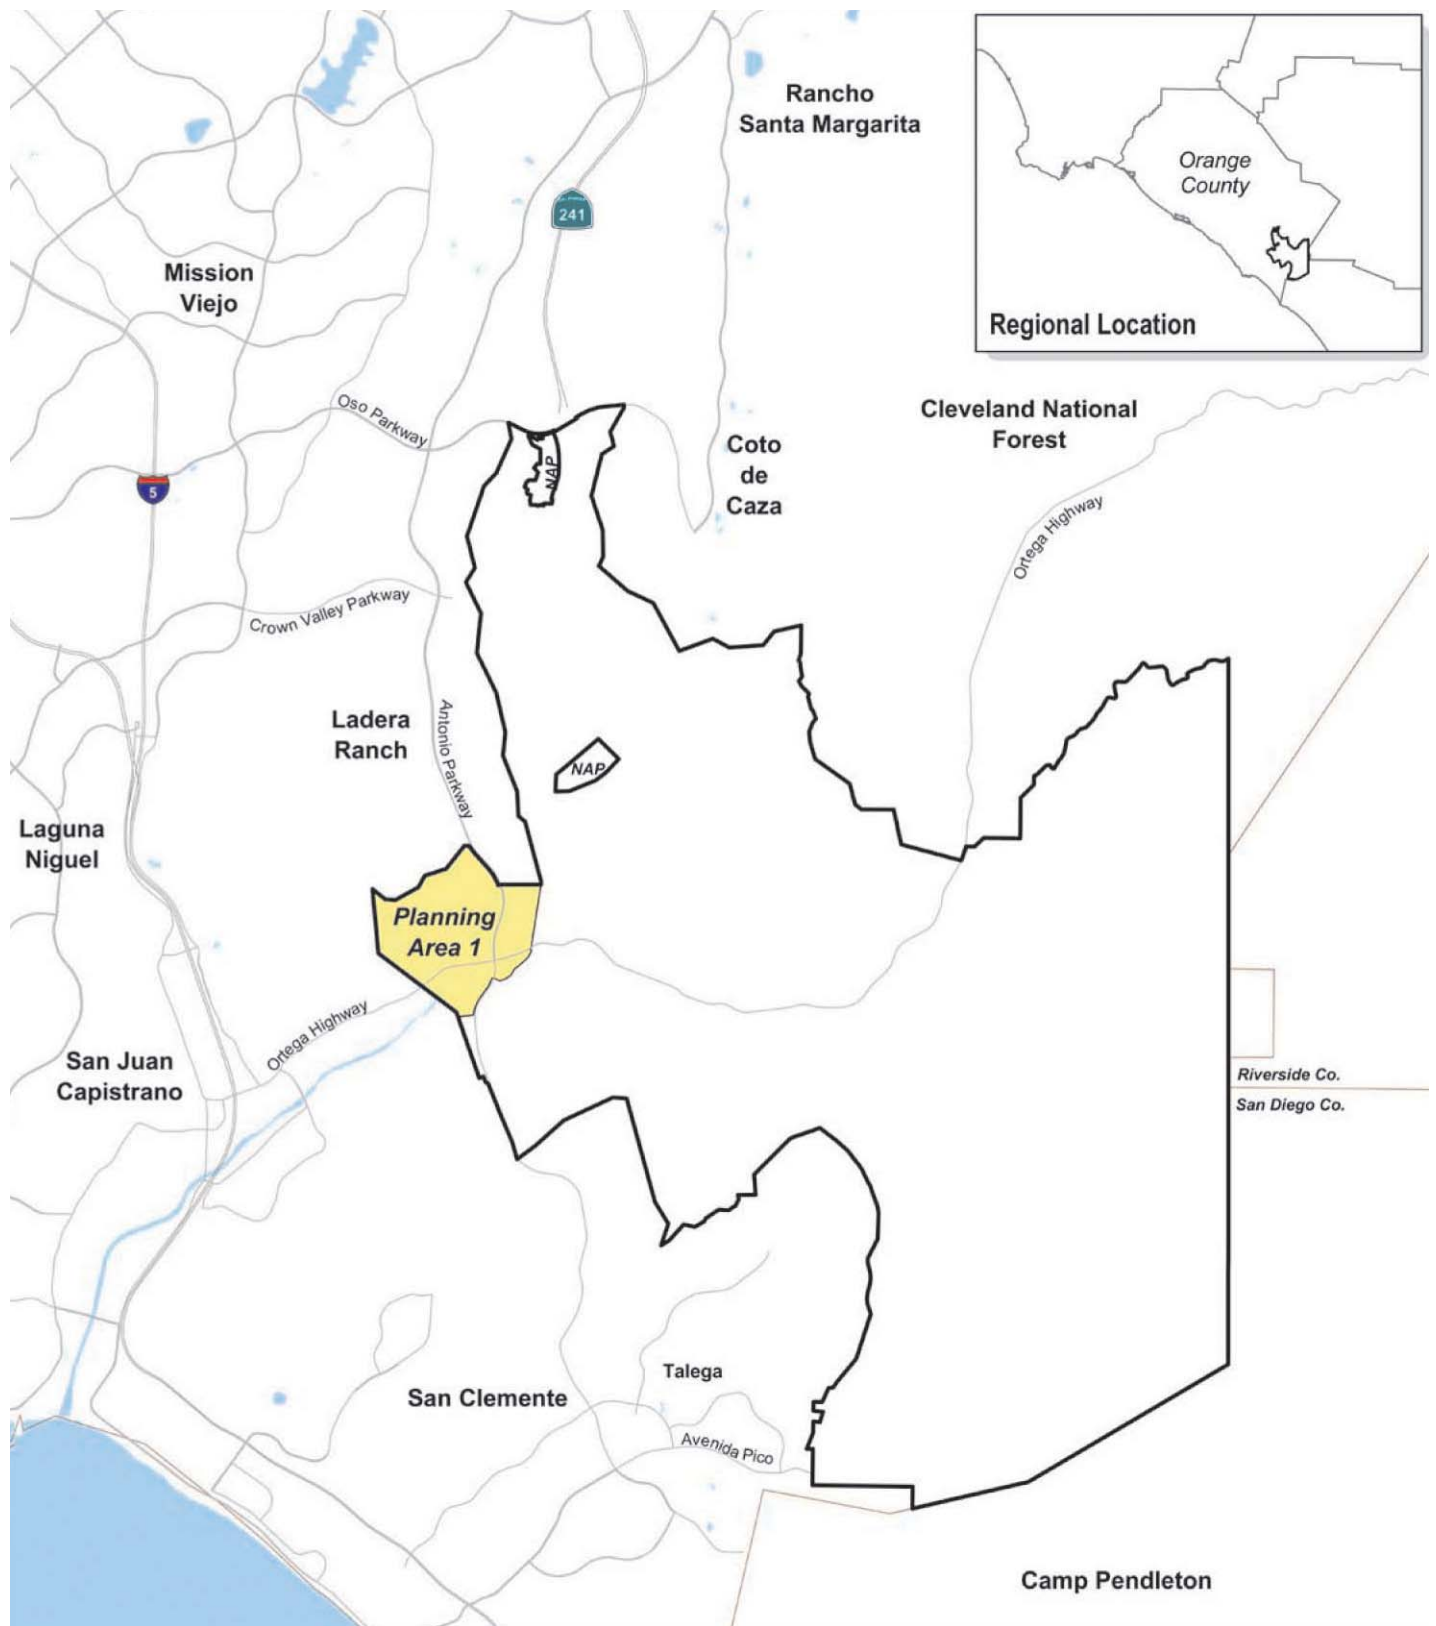 Rancho
Santa Margarita
Orange
County
Regional Location
241
Mission
Viejo
Oso Parkway
Cleveland National
Forest
Coto
de
Caza
NAP
5
Ortega Highway
Crown Valley Parkway
Ladera
Ranch
Antonio Parkway
NAP
Laguna
Niguel
Planning
Area 1
Ortega Highway
San Juan
Capistrano
Riverside Co.
San Diego Co.
Talega
San Clemente
Avenida Pico
Camp Pendleton